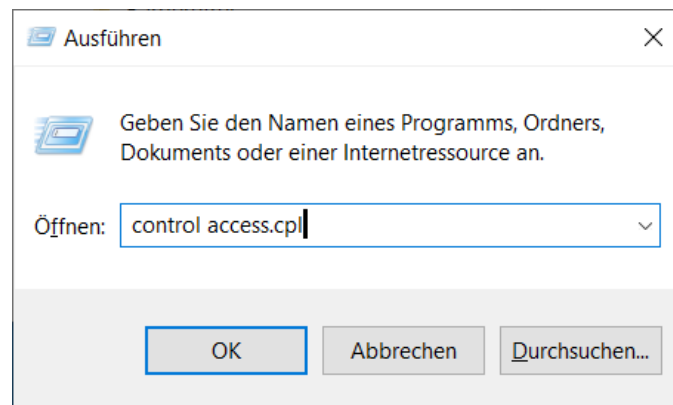 Ausführen
Geben Sie den Namen eines Programms, Ordners,
Dokuments oder einer Internetressource an.
Öffnen: control access.cpl
OK Abbrechen Durchsuchen...